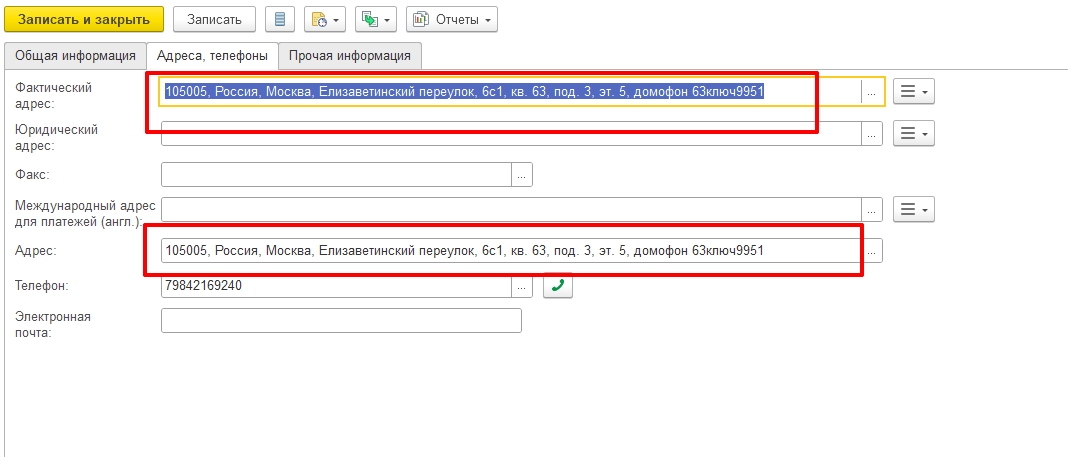 Записать и закрыть Записать Отчеты
Общая информация Адреса, телефоны Прочая информация
Фактический
адрес:
105005, Россия, Москва, Елизаветинский переулок, 6с1, кв. 63, под. 3, эт. 5, домофон 63ключ9951 ...
Юридический
адрес:
...
Факс: ...
Международный адрес
для платежей (англ.):
...
Адрес: 105005, Россия, Москва, Елизаветинский переулок, 6с1, кв. 63, под. 3, эт. 5, домофон 63ключ9951 ...
Телефон: 79842169240 ...
Электронная
почта: